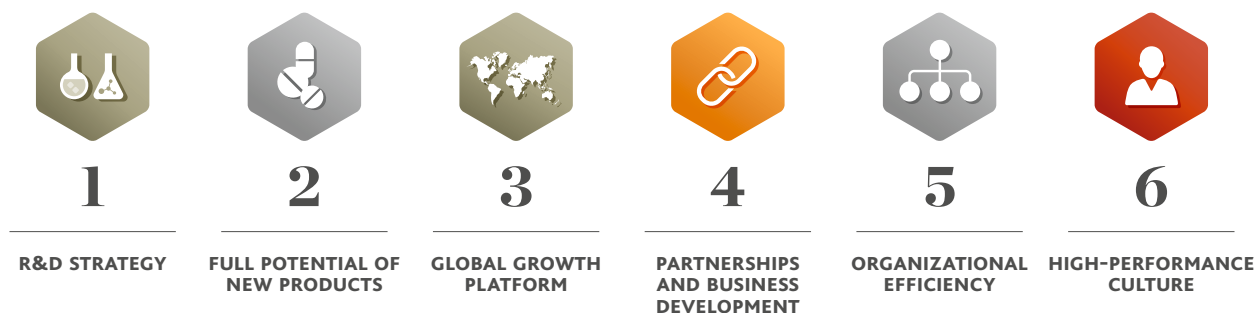 1
R&D STRATEGY
2
FULL POTENTIAL OF
NEW PRODUCTS
3
GLOBAL GROWTH
PLATFORM
4
PARTNERSHIPS
AND BUSINESS
DEVELOPMENT
5
ORGANIZATIONAL
EFFICIENCY
6
HIGH-PERFORMANCE
CULTURE